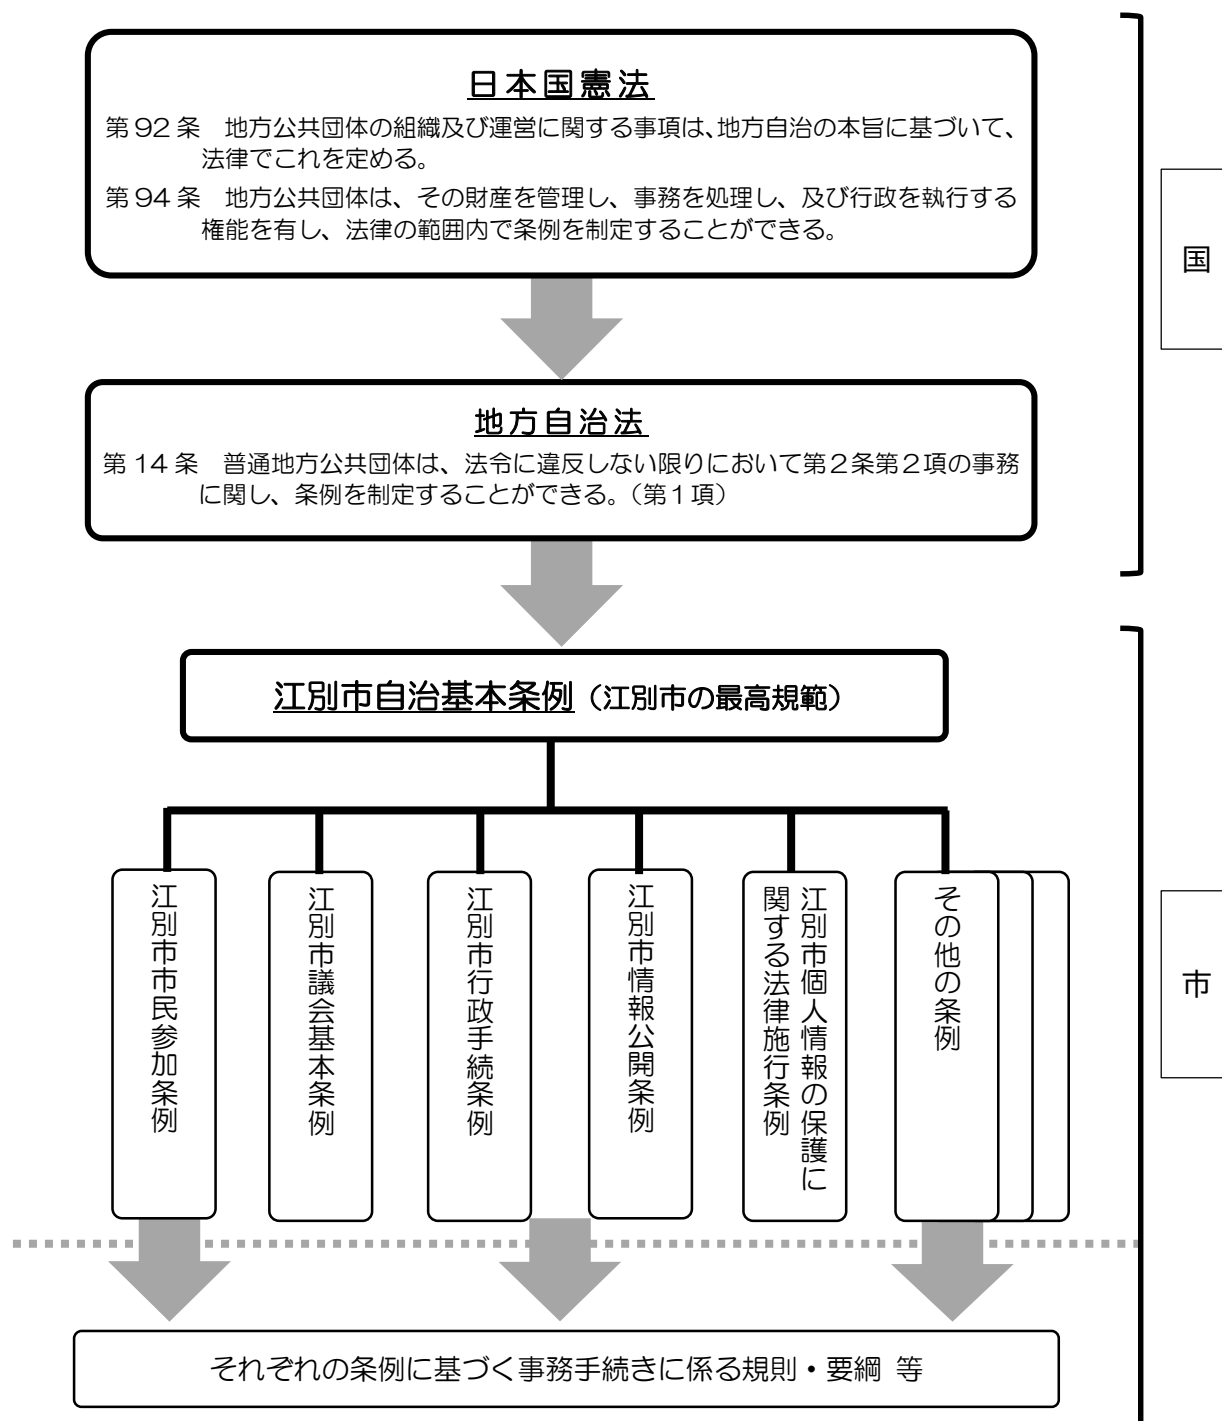 日本国憲法
第92条　地方公共団体の組織及び運営に関する事項は、地方自治の本旨に基づいて、
法律でこれを定める。
第94条　地方公共団体は、その財産を管理し、事務を処理し、及び行政を執行する
権能を有し、法律の範囲内で条例を制定することができる。
国
地方自治法
第14条　普通地方公共団体は、法令に違反しない限りにおいて第２条第２項の事務
に関し、条例を制定することができる。（第１項）
江別市自治基本条例（江別市の最高規範）
江別市市民参加条例
江別市議会基本条例
江別市行政手続条例
江別市情報公開条例
江別市個人情報の保護に
関する法律施行条例
その他の条例
市
それぞれの条例に基づく事務手続きに係る規則・要綱 等